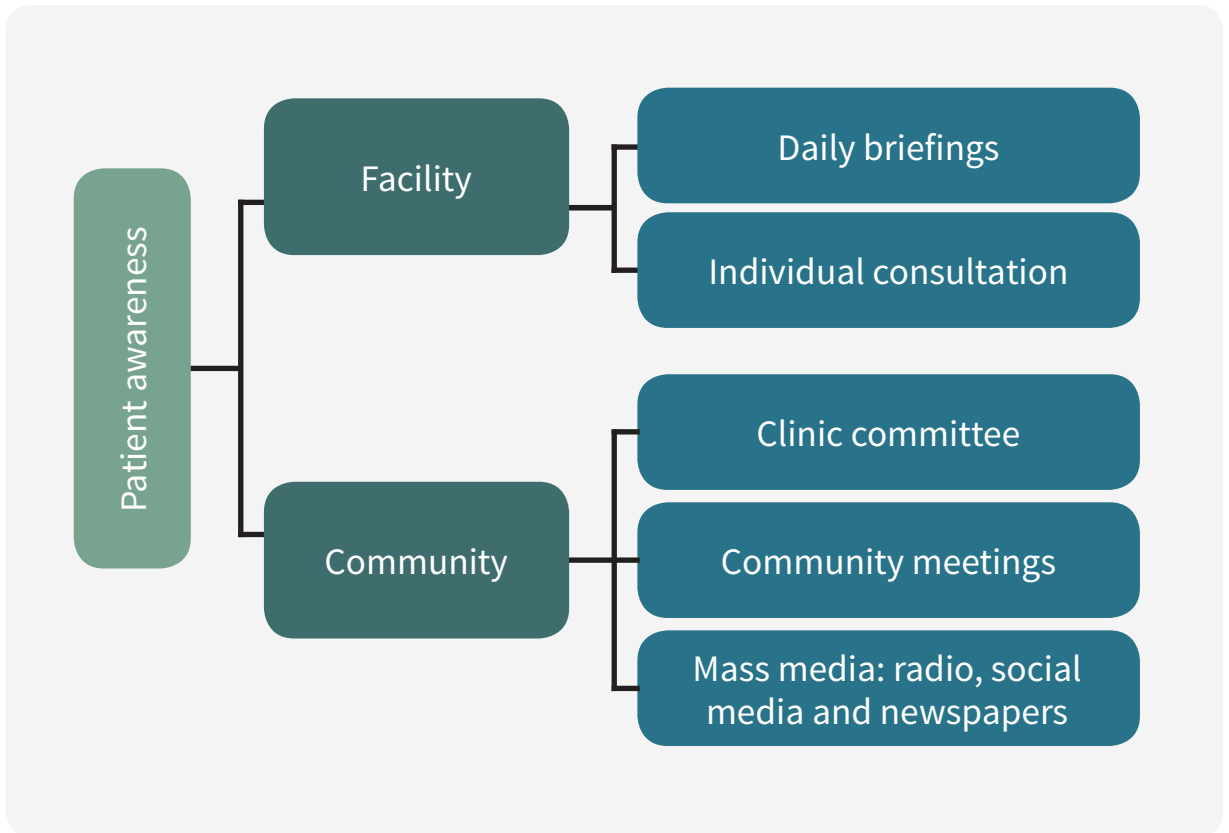 Patient awareness
Facility
Daily briefings
Individual consultation
Community
Clinic committee
Community meetings
Mass media: radio, social
media and newspapers